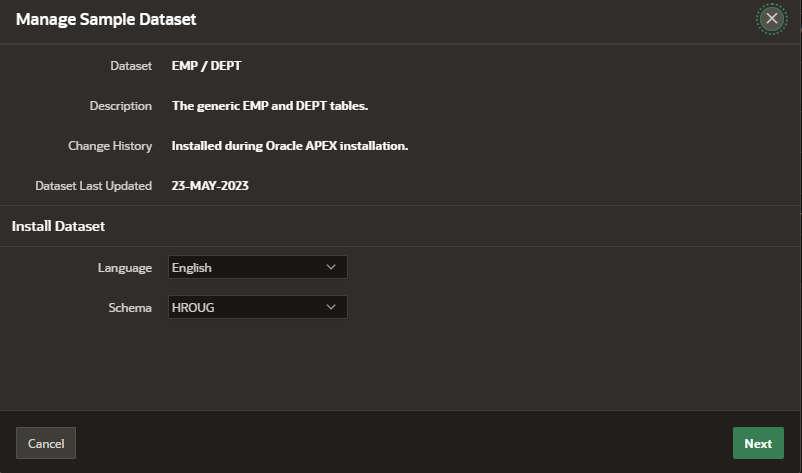 Manage Sample Dataset
Dataset EMP / DEPT
Description The generic EMP and DEPT tables.
Change History Installed during Oracle APEX installation.
Dataset Last Updated 23-MAY-2023
Install Dataset
Language English
Schema HROUG
Cancel Next